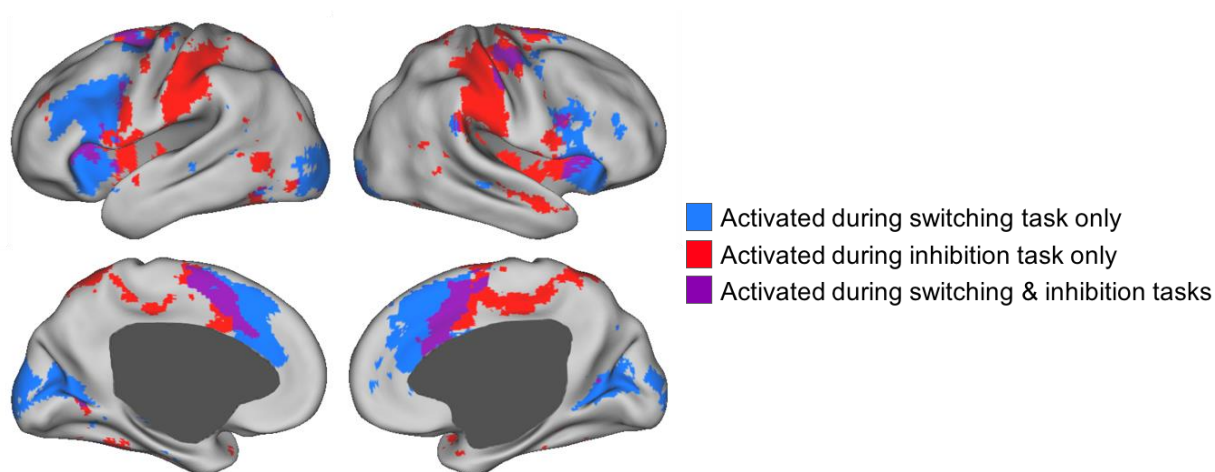 Activated during switching task only
Activated during inhibition task only
Activated during switching & inhibition tasks